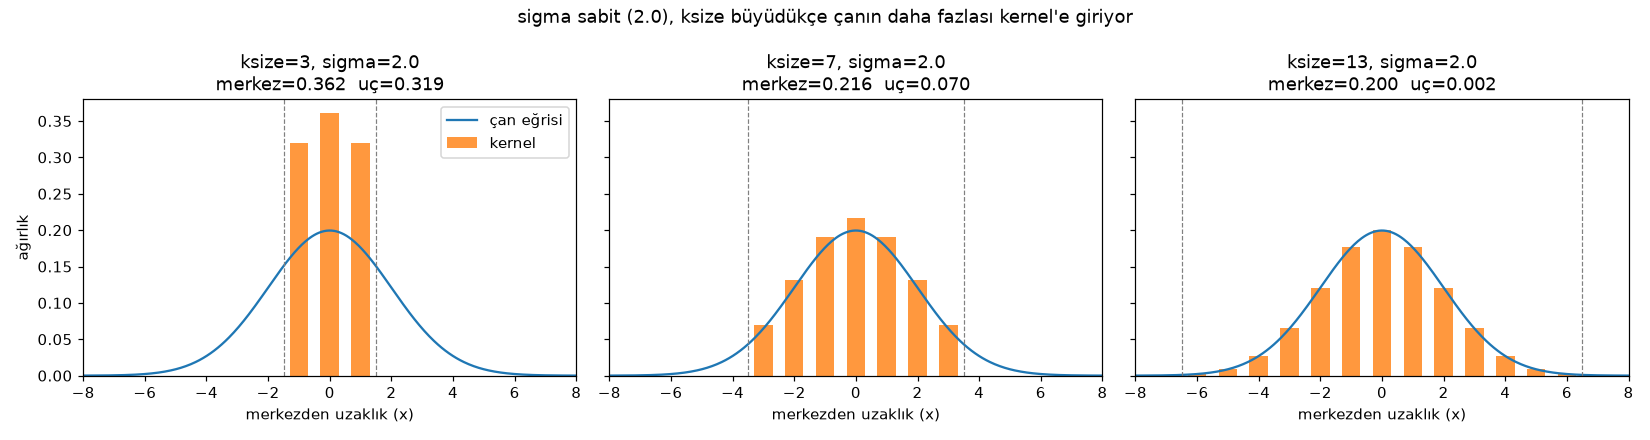 sigma sabit (2.0), ksize büyüdükçe çanın daha fazlası kernel'e giriyor
ksize=3, sigma=2.0
merkez=0.362  uç=0.319
ksize=7, sigma=2.0
merkez=0.216  uç=0.070
ksize=13, sigma=2.0
merkez=0.200  uç=0.002
çan eğrisi
kernel
ağırlık
0.35
0.30
0.25
0.20
0.15
0.10
0.05
0.00
−8 −6 −4 −2 0 2 4 6 8
−8 −6 −4 −2 0 2 4 6 8
−8 −6 −4 −2 0 2 4 6 8
merkezden uzaklık (x)
merkezden uzaklık (x)
merkezden uzaklık (x)